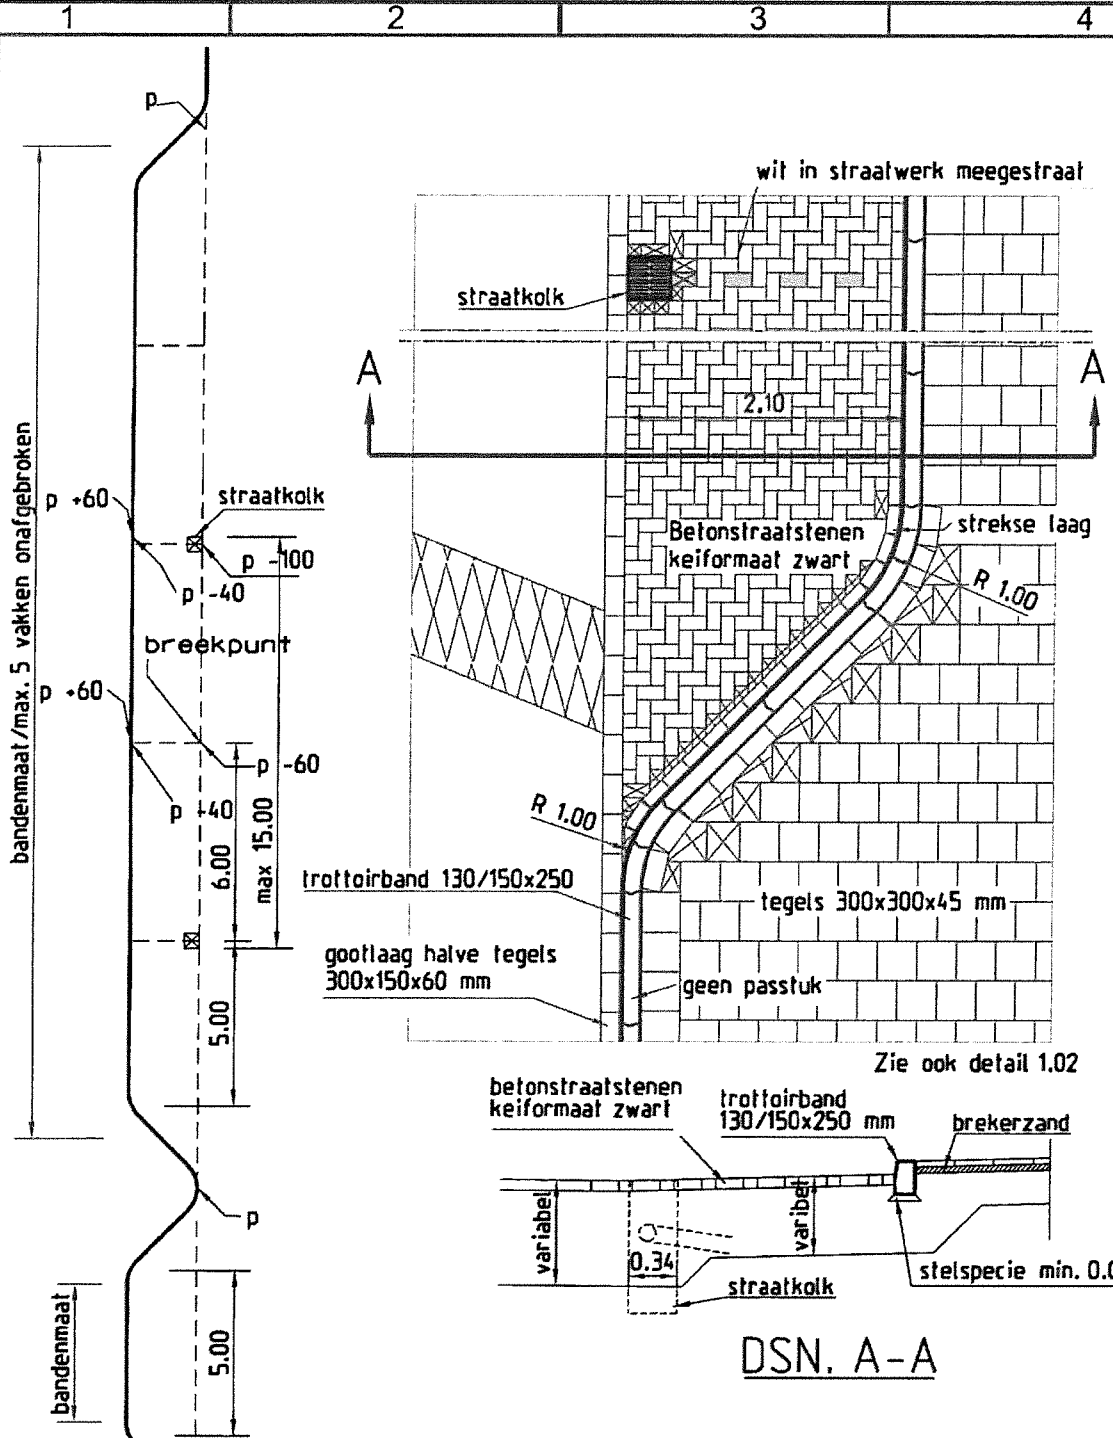 1 2 3 4
p
wit in straatwerk meegestraat
straatkolk
A A
2.10
bandenmaat/max. 5 vakken onafgebroken
p +60
straatkolk
p -100
p -40
Betonstraatstenen
keiformaat zwart
strekse laag
R 1.00
breekpunt
p +60
p -60
p -40
6.00
max 15.00
R 1.00
trottoirband 130/150x250
tegels 300x300x45 mm
gootlaag halve tegels
300x150x60 mm
geen passtuk
5.00
Zie ook detail 1.02
betonstraatstenen
keiformaat zwart
trottoirband
130/150x250 mm
brekerzand
p
variabel
varibel
0.34
stelspecie min. 0.0
straatkolk
bandenmaat
5.00
DSN. A-A